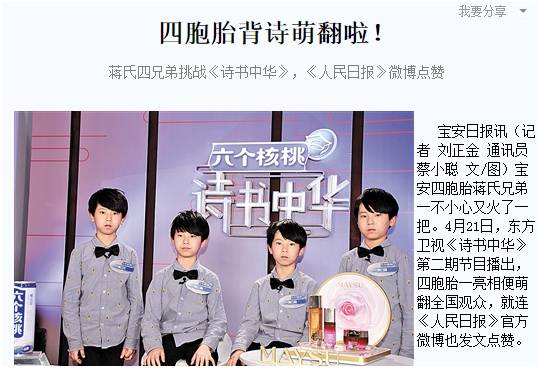 我要分享
四胞胎背诗萌翻啦！
蒋氏四兄弟挑战《诗书中华》，《人民日报》微博点赞
六个核桃
诗书中华
六个核桃
MAYSU
MAYSU
宝安日报讯（记
者 刘正金 通讯员
蔡小聪 文/图）宝
安四胞胎蒋氏兄弟
一不小心又火了一
把。4月21日，东方
卫视《诗书中华》
第二期节目播出，
四胞胎一亮相便萌
翻全国观众，就连
《人民日报》官方
微博也发文点赞。